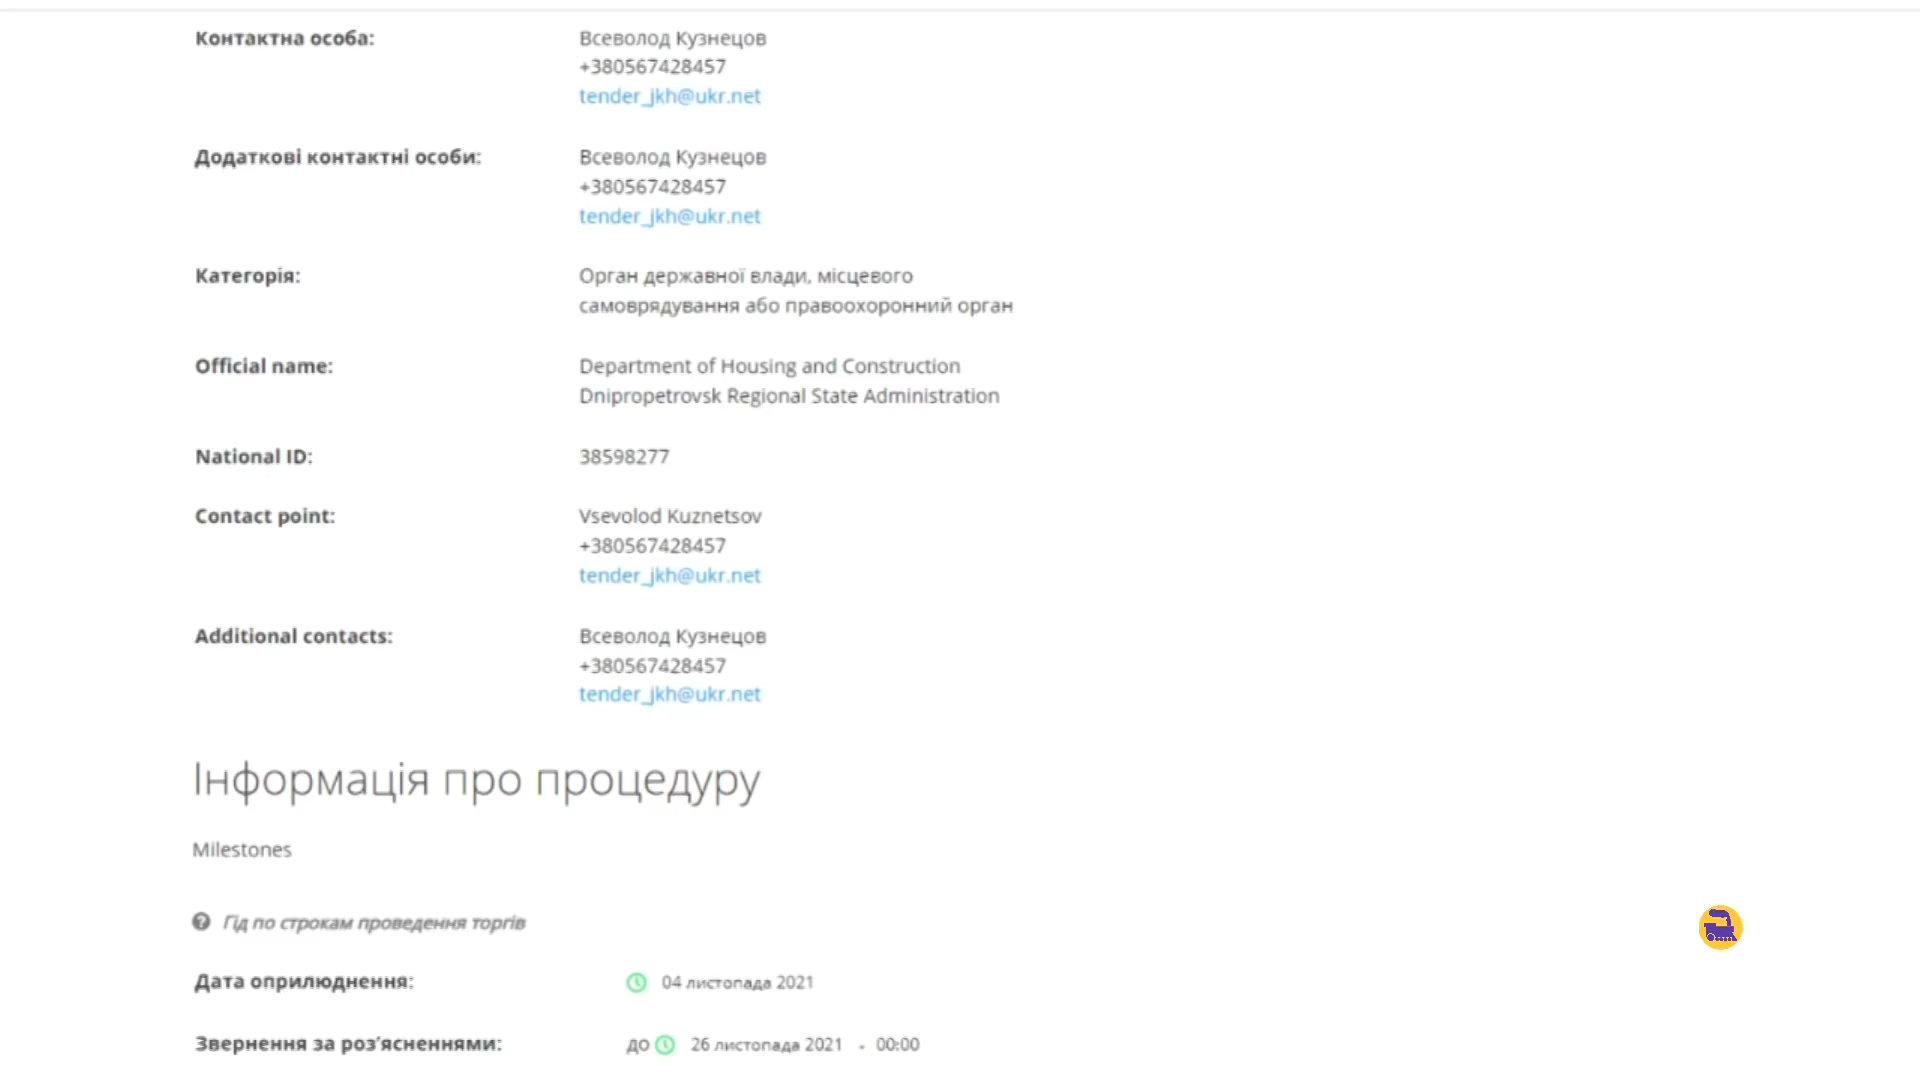 Контактна особа:
Всеволод Кузнецов
+380567428457
tender_jkh@ukr.net
Додаткові контактні особи:
Всеволод Кузнецов
+380567428457
tender_jkh@ukr.net
Категорія:
Орган державної влади, місцевого
самоврядування або правоохоронний орган
Official name:
Department of Housing and Construction
Dnipropetrovsk Regional State Administration
National ID:
38598277
Contact point:
Vsevolod Kuznetsov
+380567428457
tender_jkh@ukr.net
Additional contacts:
Всеволод Кузнецов
+380567428457
tender_jkh@ukr.net
Інформація про процедуру
Milestones
Гід по строкам проведення торгів
Дата оприлюднення:
04 листопада 2021
Звернення за роз’ясненнями:
до 26 листопада 2021 - 00:00